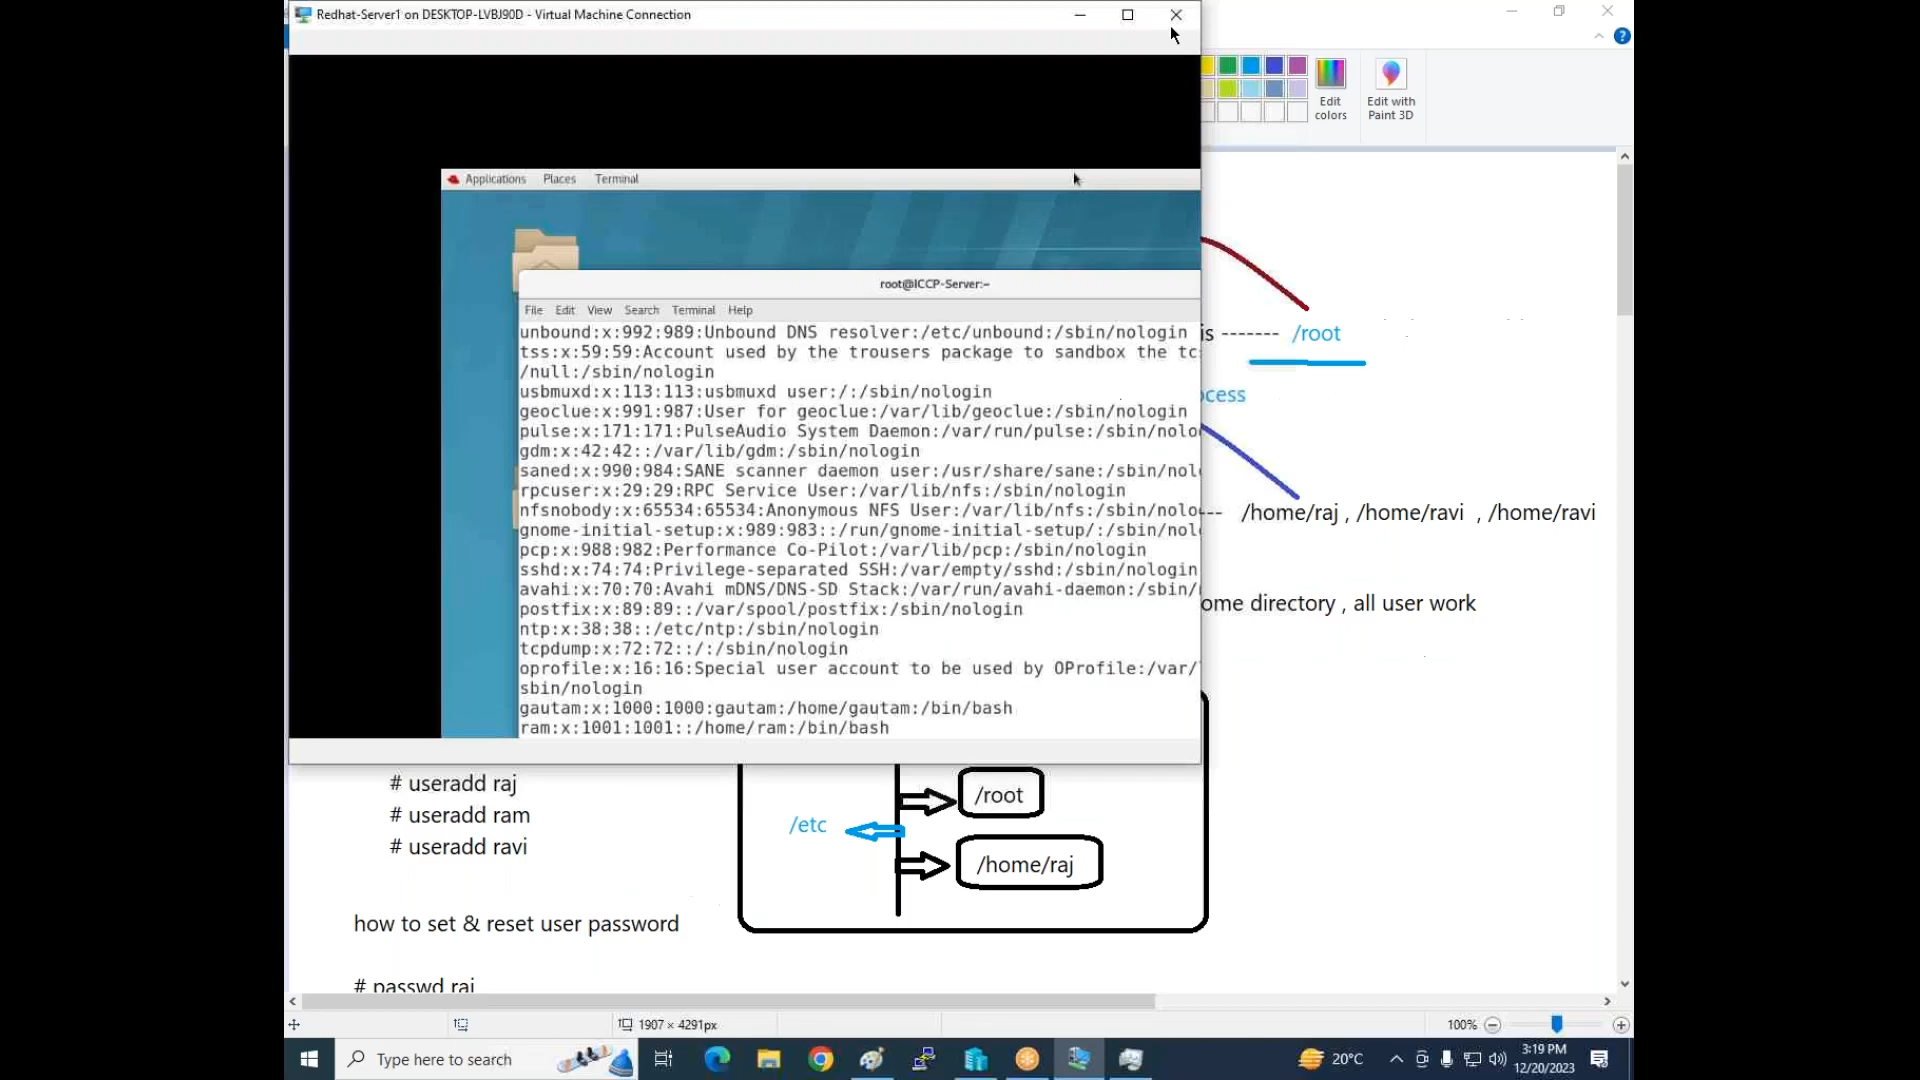 Redhat-Server1 on DESKTOP-LVBJ90D - Virtual Machine Connection
Edit colors
Edit with Paint 3D
Applications Places Terminal
root@ICCP-Server:~
File Edit View Search Terminal Help
unbound:x:992:989:Unbound DNS resolver:/etc/unbound:/sbin/nologin
tss:x:59:59:Account used by the trousers package to sandbox the tcs
/null:/sbin/nologin
usbmuxd:x:113:113:usbmuxd user:/:/sbin/nologin
geoclue:x:991:987:User for geoclue:/var/lib/geoclue:/sbin/nologin
pulse:x:171:171:PulseAudio System Daemon:/var/run/pulse:/sbin/nolo
gdm:x:42:42::/var/lib/gdm:/sbin/nologin
saned:x:990:984:SANE scanner daemon user:/usr/share/sane:/sbin/nol
rpcuser:x:29:29:RPC Service User:/var/lib/nfs:/sbin/nologin
nfsnobody:x:65534:65534:Anonymous NFS User:/var/lib/nfs:/sbin/nolo
gnome-initial-setup:x:989:983::/run/gnome-initial-setup/:/sbin/nol
pcp:x:988:982:Performance Co-Pilot:/var/lib/pcp:/sbin/nologin
sshd:x:74:74:Privilege-separated SSH:/var/empty/sshd:/sbin/nologin
avahi:x:70:70:Avahi mDNS/DNS-SD Stack:/var/run/avahi-daemon:/sbin/
postfix:x:89:89::/var/spool/postfix:/sbin/nologin
ntp:x:38:38::/etc/ntp:/sbin/nologin
tcpdump:x:72:72::/:/sbin/nologin
oprofile:x:16:16:Special user account to be used by OProfile:/var/
sbin/nologin
gautam:x:1000:1000:gautam:/home/gautam:/bin/bash
ram:x:1001:1001::/home/ram:/bin/bash
is ------- /root
ocess
--- /home/raj , /home/ravi , /home/ravi
ome directory , all user work
# useradd raj
# useradd ram
# useradd ravi
/root
/etc
/home/raj
how to set & reset user password
# passwd raj
1907 × 4291px
100%
Type here to search
20°C
3:19 PM
12/20/2023